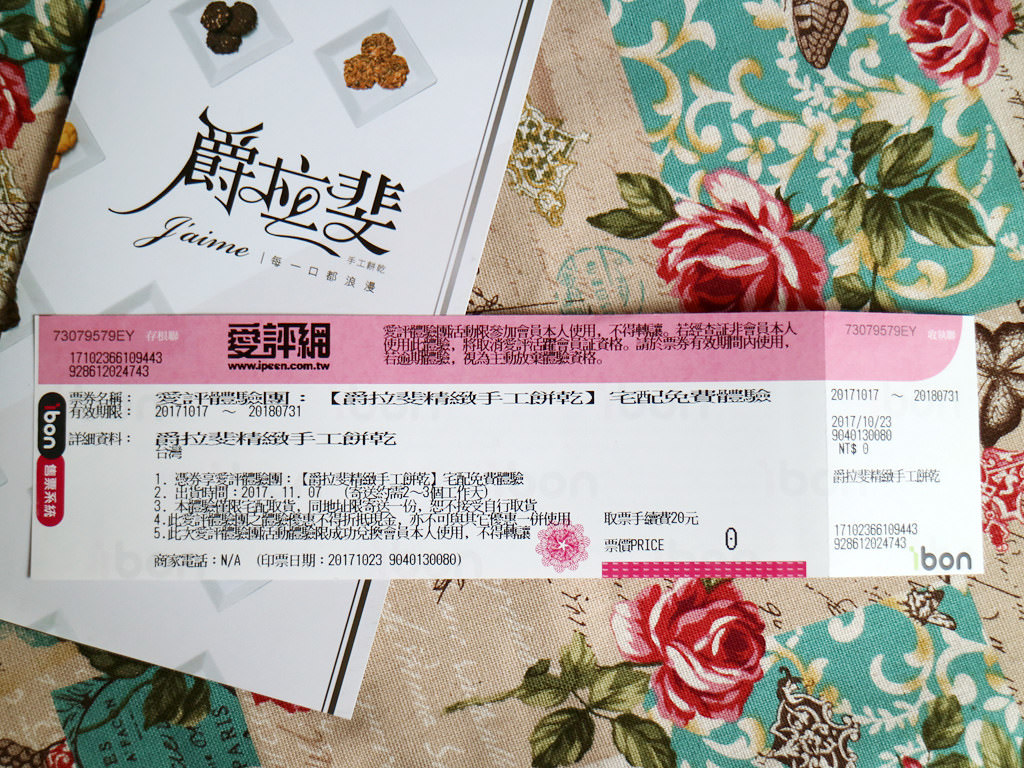 爵拉斐
J'aime
手工餅乾
每一口都浪漫
73079579EY 存根聯
17102366109443
928612024743
愛評網
www.ipeen.com.tw
愛評體驗團活動限參加會員本人使用，不得轉讓。若經查証非會員本人
使用此體驗，將取消愛評活躍會員証資格。請於票券有效期間內使用，
若逾期體驗，視為主動放棄體驗資格。
73079579EY 收執聯
ibon
售票系統
票券名稱： 愛評體驗團：【爵拉斐精緻手工餅乾】宅配免費體驗
有效期限： 20171017 ～ 20180731
詳細資料： 爵拉斐精緻手工餅乾
台灣
1. 憑券享愛評體驗團：【爵拉斐精緻手工餅乾】宅配免費體驗
2. 出貨時間：2017. 11. 07 （寄送約需2～3個工作天）
3. 本體驗僅限宅配取貨，同地址限寄送一份，恕不接受自行取貨
4. 此愛評體驗團之體驗優惠不得折抵現金，亦不可與其它優惠一併使用
5. 此次愛評體驗團活動體驗限成功兌換會員本人使用，不得轉讓
商家電話：N/A （印票日期：20171023 9040130080）
取票手續費20元
票價PRICE 0
20171017 ～ 20180731
2017/10/23
9040130080
NT$ 0
爵拉斐精緻手工餅乾
17102366109443
928612024743
ibon
PARIS